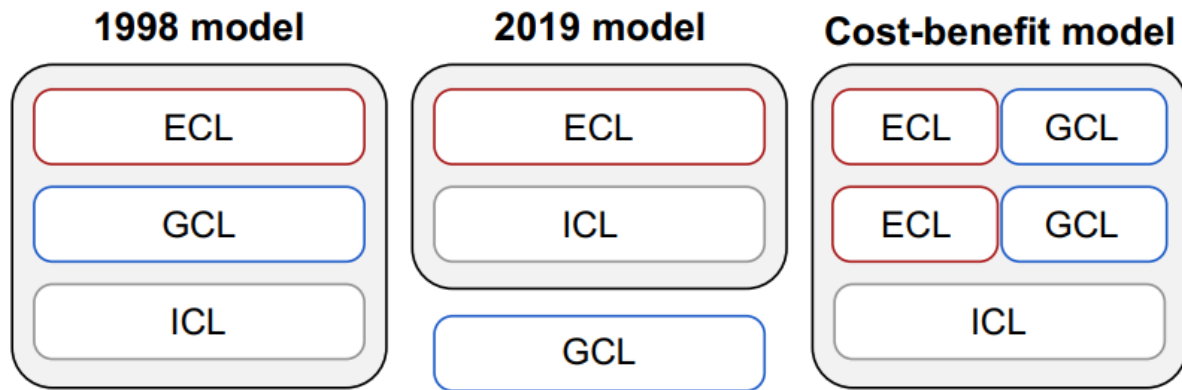 1998 model
ECL
GCL
ICL
2019 model
ECL
ICL
GCL
Cost-benefit model
ECL GCL
ECL GCL
ICL